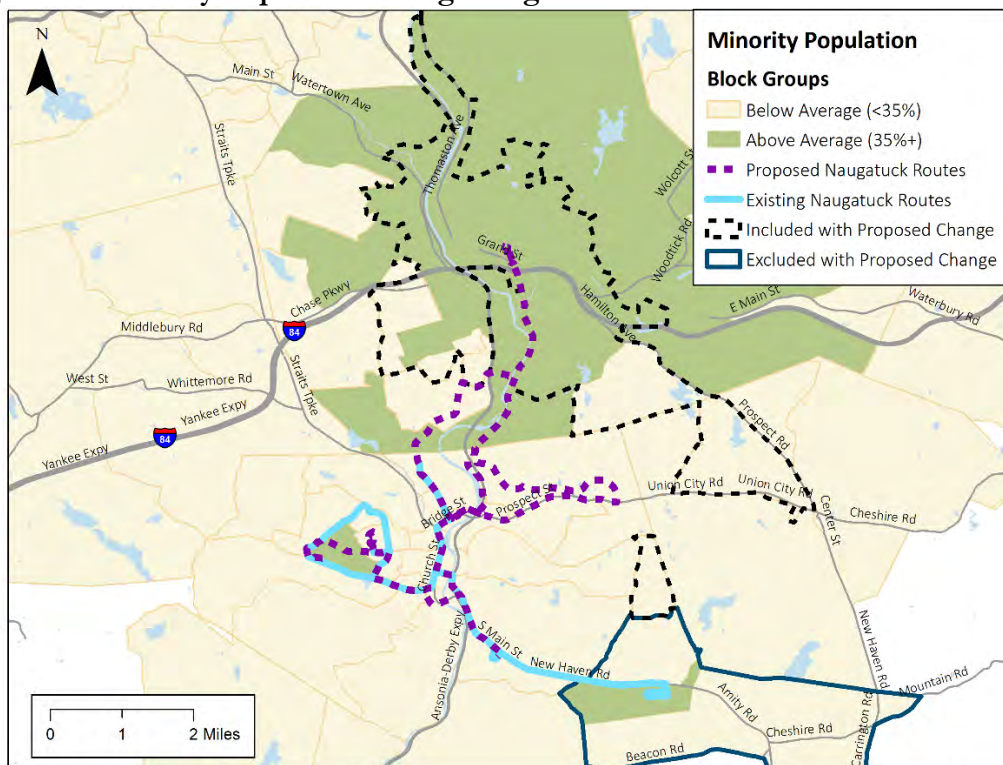 N
Main St
Watertown Ave
Straits Tpke
Thomaston Ave
Wolcott St
Woodtick Rd
Grand St
Chase Pkwy
Hamilton Ave
E Main St
Waterbury Rd
Middlebury Rd
84
West St
Whittemore Rd
Straits Tpke
Yankee Expy
Yankee Expy
84
Prospect Rd
Bridge St
Prospect St
Union City Rd
Union City Rd
Center St
Cheshire Rd
Church St
S Main St
New Haven Rd
New Haven Rd
Ansonia-Derby Expy
Amity Rd
Mountain Rd
Cheshire Rd
Carrington Rd
Beacon Rd
0 1 2 Miles
Minority Population
Block Groups
Below Average (<35%)
Above Average (35%+)
Proposed Naugatuck Routes
Existing Naugatuck Routes
Included with Proposed Change
Excluded with Proposed Change